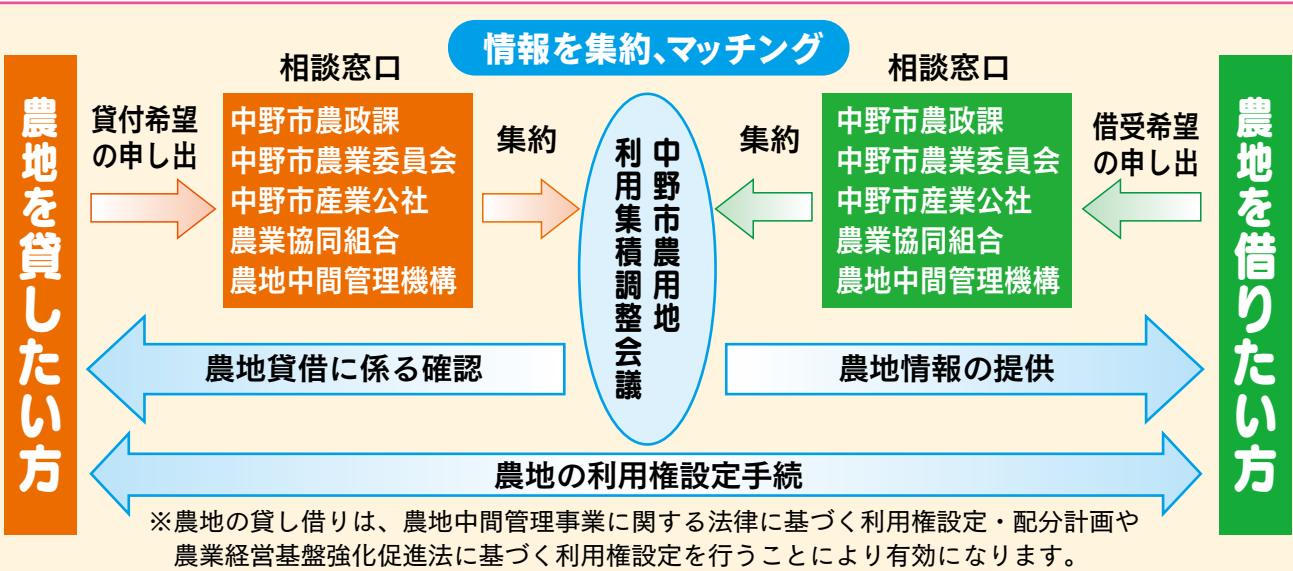 情報を集約、マッチング
農地を貸したい方
貸付希望
の申し出
相談窓口
中野市農政課
中野市農業委員会
中野市産業公社
農業協同組合
農地中間管理機構
集約
中野市農用地
利用集積調整会議
集約
相談窓口
中野市農政課
中野市農業委員会
中野市産業公社
農業協同組合
農地中間管理機構
借受希望
の申し出
農地を借りたい方
農地貸借に係る確認
農地情報の提供
農地の利用権設定手続
※農地の貸し借りは、農地中間管理事業に関する法律に基づく利用権設定・配分計画や
農業経営基盤強化促進法に基づく利用権設定を行うことにより有効になります。